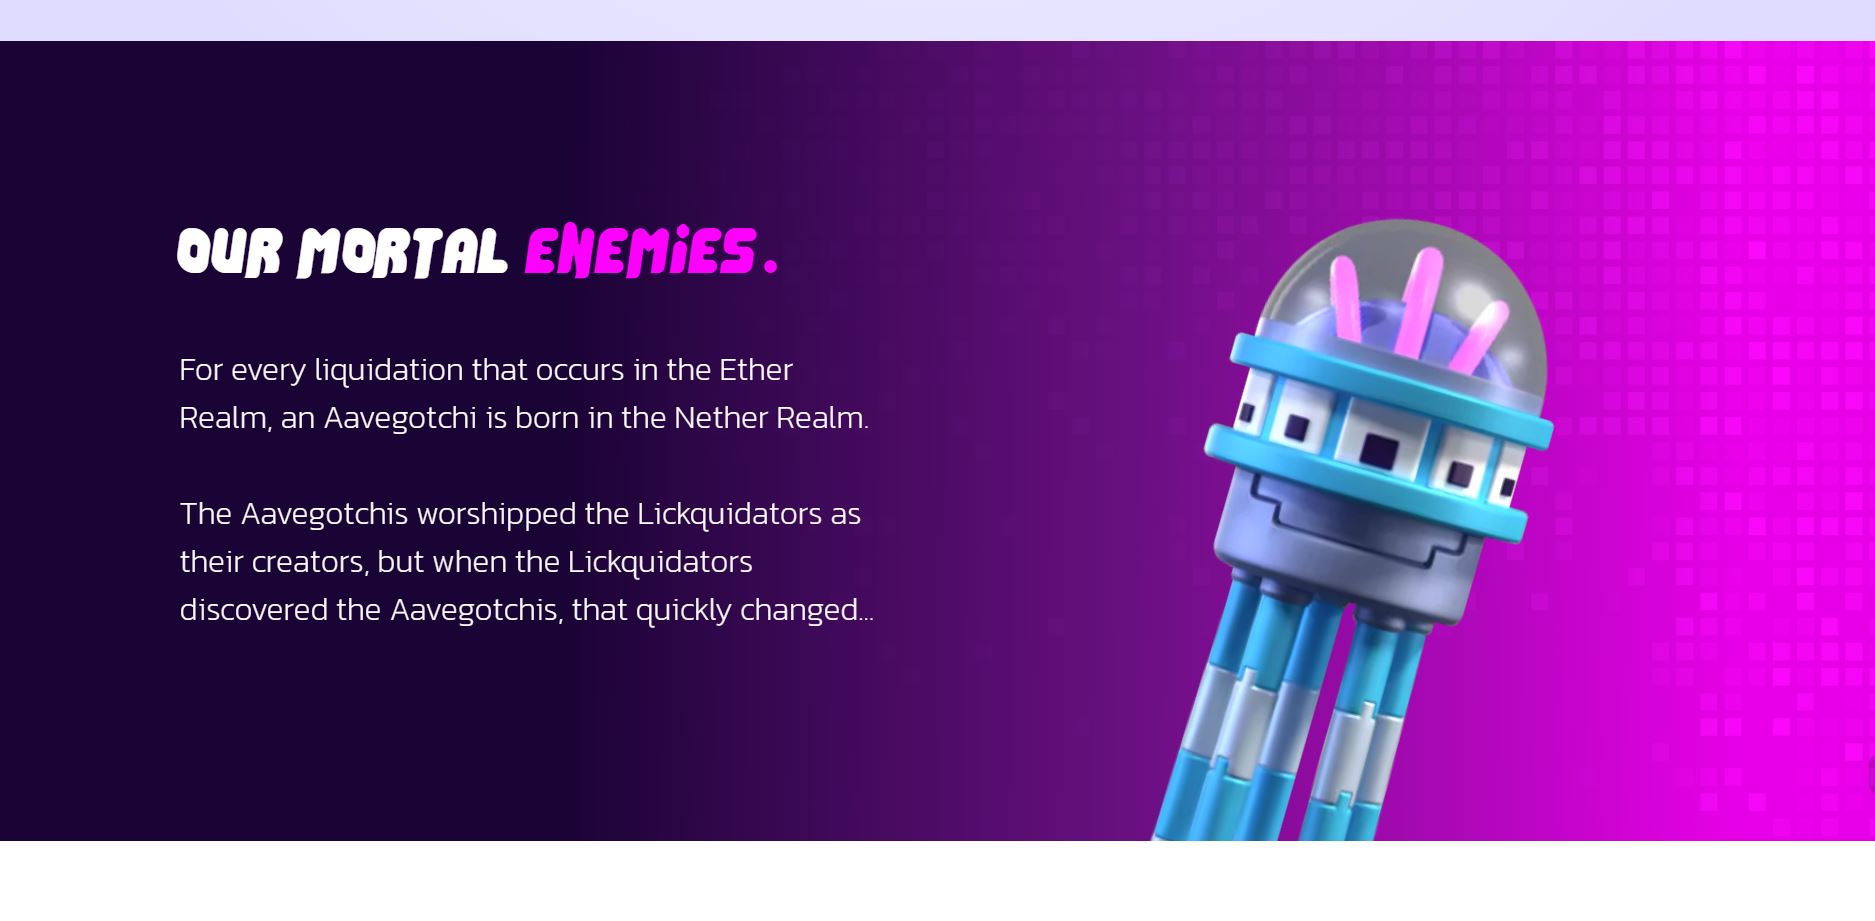 OUR MORTAL ENEMIES.
For every liquidation that occurs in the Ether
Realm, an Aavegotchi is born in the Nether Realm.
The Aavegotchis worshipped the Lickquidators as
their creators, but when the Lickquidators
discovered the Aavegotchis, that quickly changed...